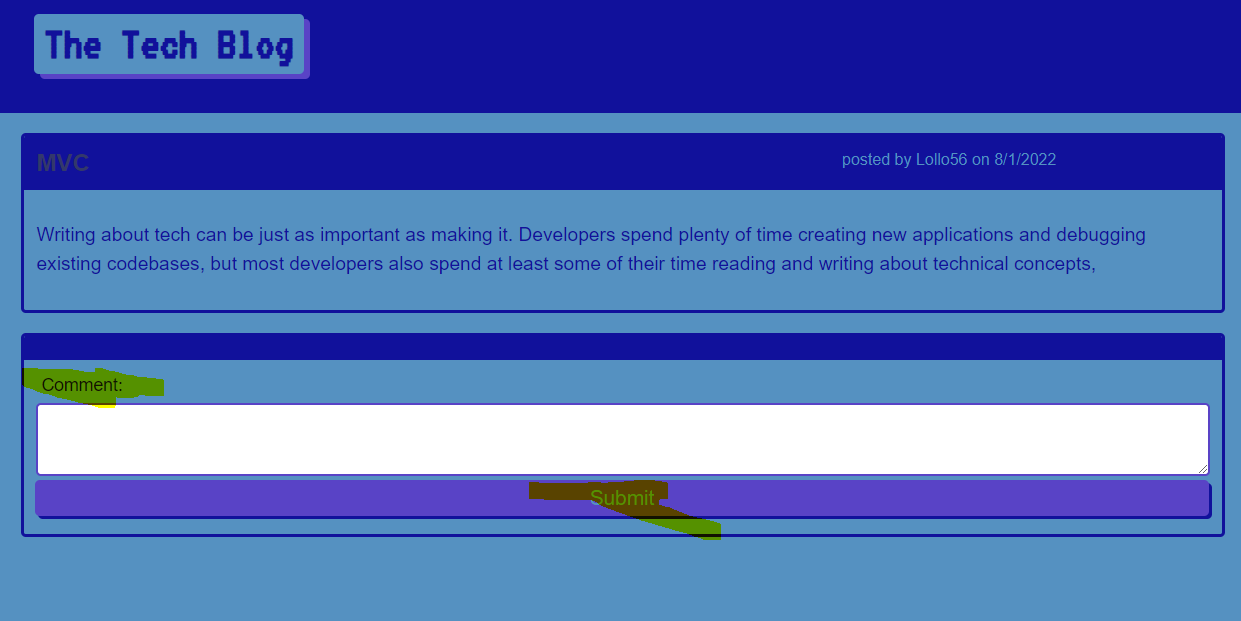 The Tech Blog
MVC
posted by Lollo56 on 8/1/2022
Writing about tech can be just as important as making it. Developers spend plenty of time creating new applications and debugging
existing codebases, but most developers also spend at least some of their time reading and writing about technical concepts,
Comment:
Submit